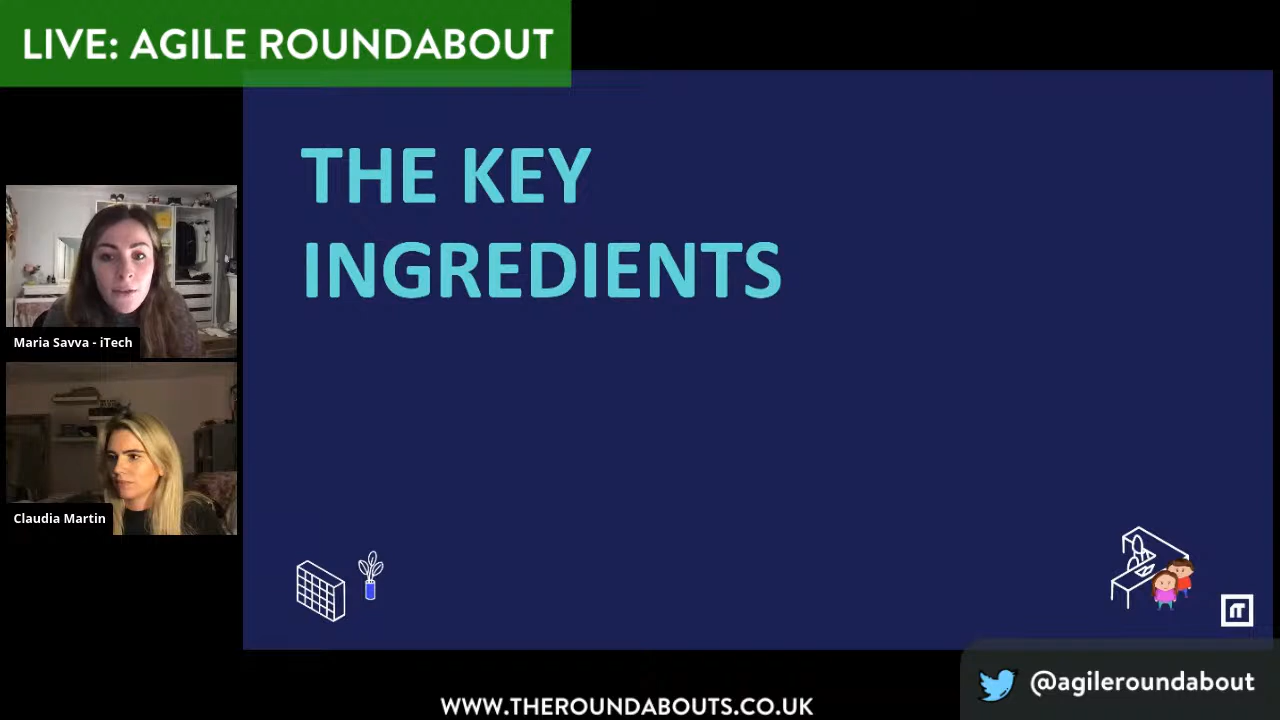 LIVE: AGILE ROUNDABOUT
THE KEY
INGREDIENTS
Maria Savva - iTech
Claudia Martin
@agileroundabout
WWW.THEROUNDABOUTS.CO.UK